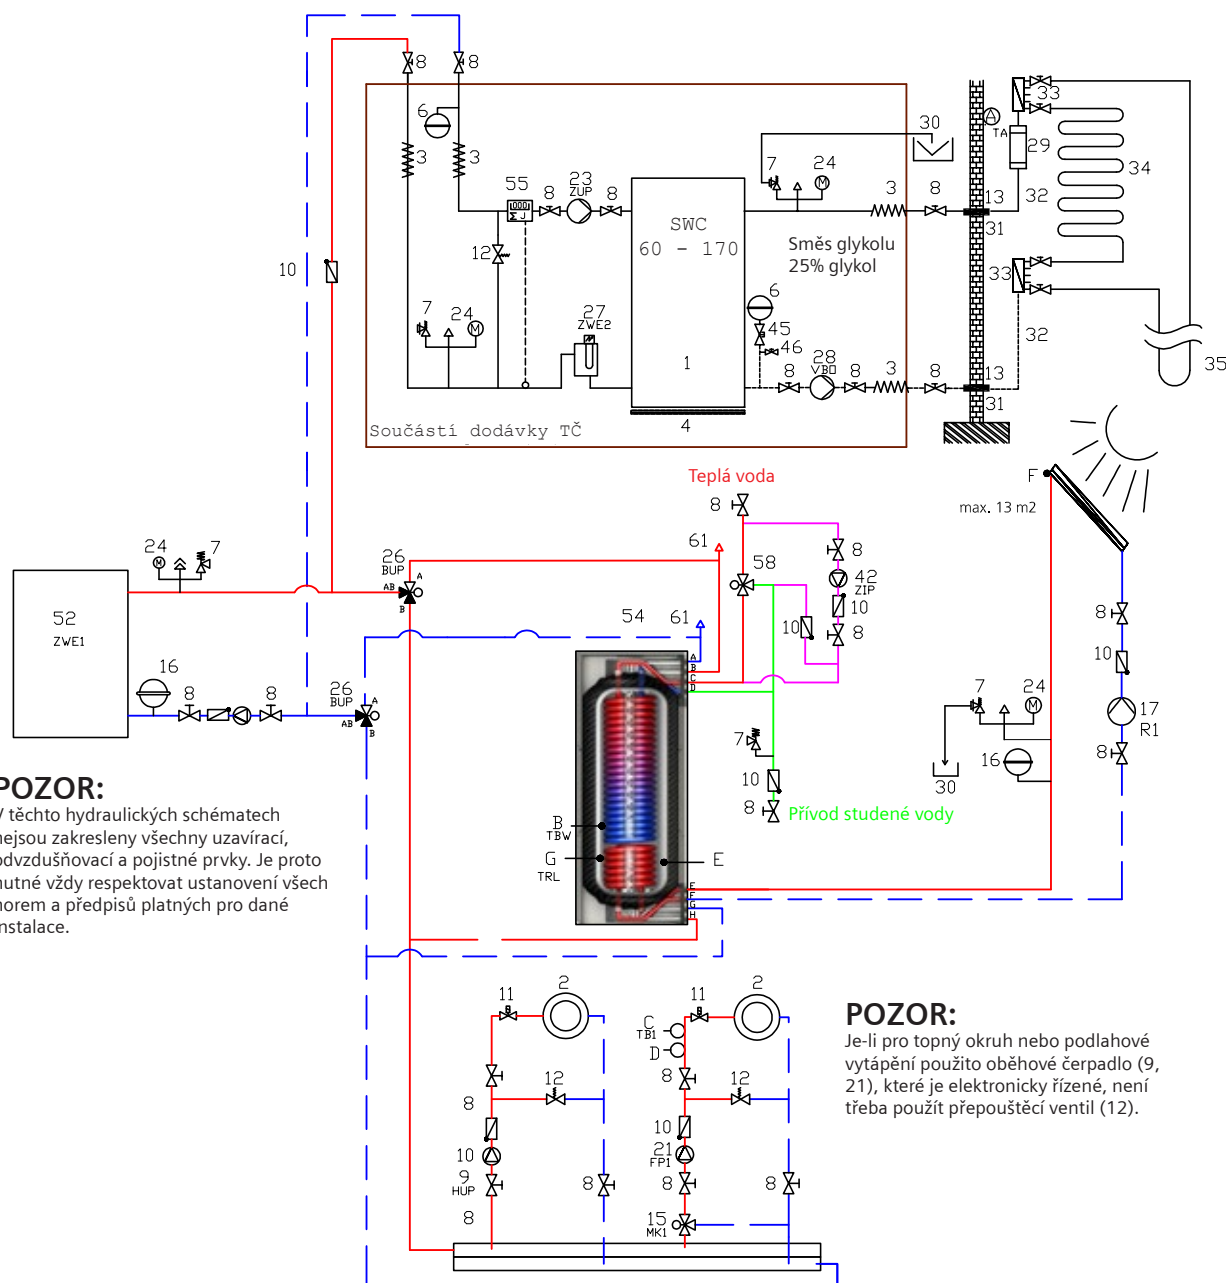 8
8
6
3
3
55
8
23
ZUP
8
SWC
60 - 170
12
10
7
24
27
ZWE2
1
4
Součástí dodávky TČ
7
24
30
3
8
13
31
Směs glykolu
25% glykol
6
45
46
8
28
VBO
8
3
8
13
31
A
TA
33
29
32
34
33
32
35
Teplá voda
8
61
58
8
42
ZIP
10
8
10
F
max. 13 m2
8
10
17
R1
8
7
24
16
30
24
M
7
52
ZWE1
16
8
8
26
BUP
A
AB
B
26
BUP
A
AB
B
54
61
A
B
C
D
7
10
8
Přívod studené vody
B
TBW
G
TRL
E
E
F
G
H
POZOR:
V těchto hydraulických schématech
nejsou zakresleny všechny uzavírací,
odvzdušňovací a pojistné prvky. Je proto
nutné vždy respektovat ustanovení všech
norem a předpisů platných pro dané
instalace.
11
2
12
8
10
9
HUP
8
8
11
2
C
TB1
D
8
12
10
21
FP1
8
8
15
MK1
POZOR:
Je-li pro topný okruh nebo podlahové
vytápění použito oběhové čerpadlo (9,
21), které je elektronicky řízené, není
třeba použít přepouštěcí ventil (12).